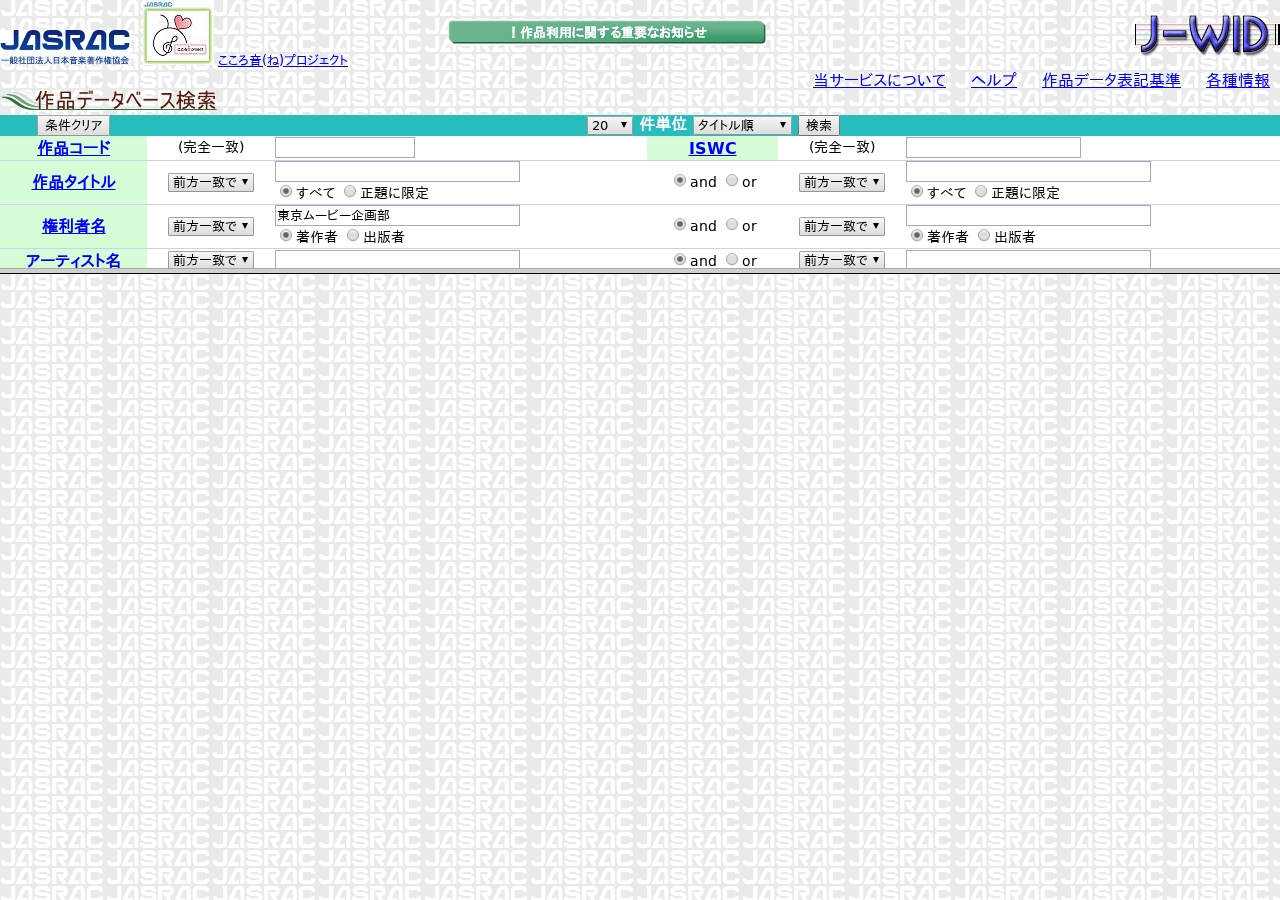 JASRAC
一般社団法人日本音楽著作権協会
JASRAC
こころ音(ね)プロジェクト
！作品利用に関する重要なお知らせ
J-WID
当サービスについて ヘルプ 作品データ表記基準 各種情報
作品データベース検索
条件クリア 20 件単位 タイトル順 検索
作品コード (完全一致) ISWC (完全一致)
作品タイトル 前方一致で すべて 正題に限定 and or 前方一致で すべて 正題に限定
権利者名 前方一致で 東京ムービー企画部 著作者 出版者 and or 前方一致で 著作者 出版者
アーティスト名 前方一致で and or 前方一致で